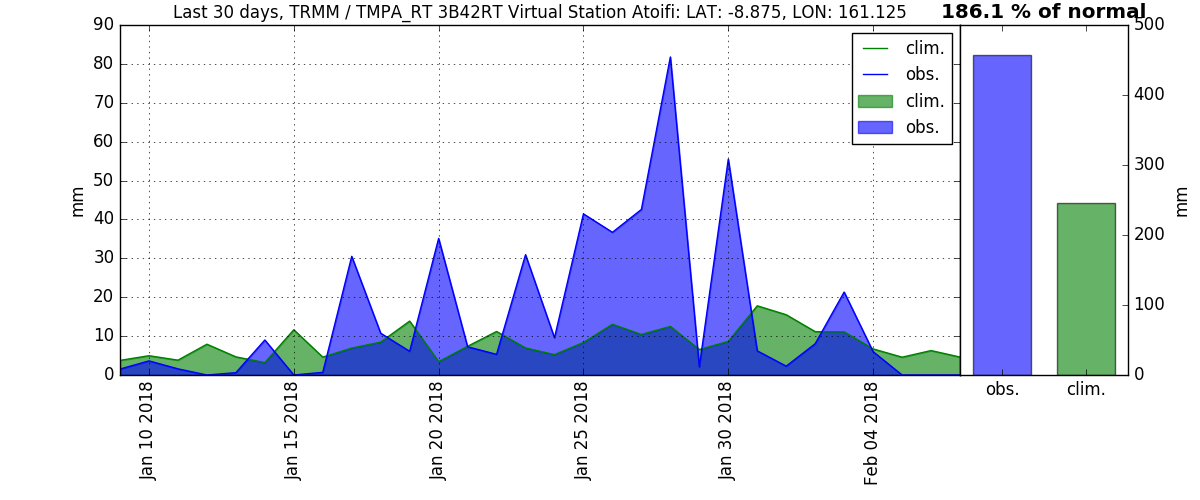 Last 30 days, TRMM / TMPA_RT 3B42RT Virtual Station Atoifi: LAT: -8.875, LON: 161.125
186.1 % of normal
90
80
70
60
50
40
30
20
10
0
mm
clim.
obs.
clim.
obs.
Jan 10 2018
Jan 15 2018
Jan 20 2018
Jan 25 2018
Jan 30 2018
Feb 04 2018
500
400
300
200
100
0
mm
obs.
clim.